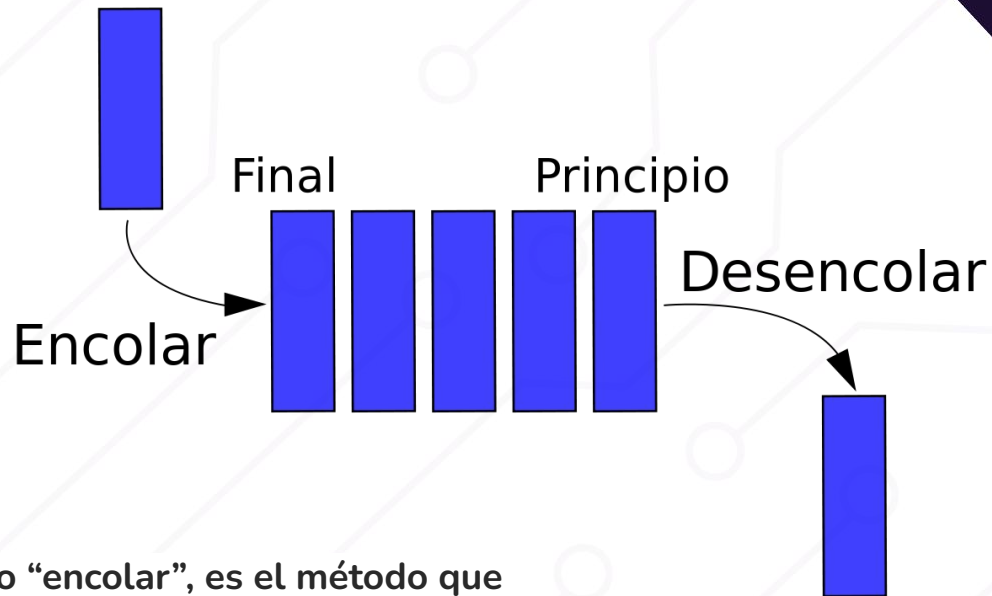 Final
Principio
Desencolar
Encolar
o “encolar”, es el método que